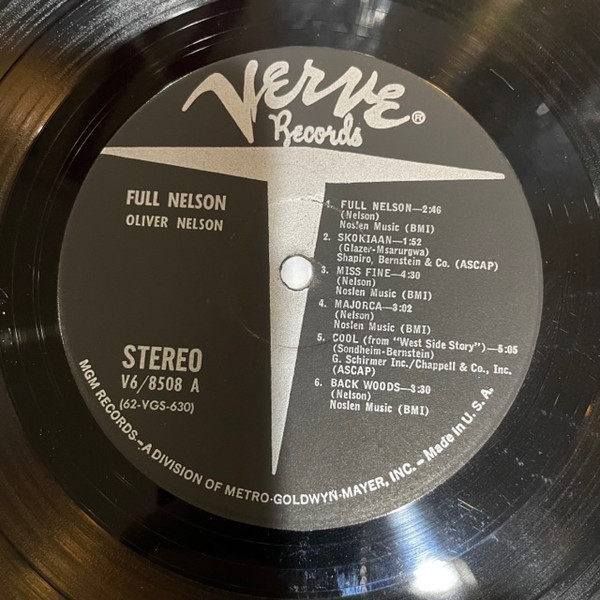 Verve®
Records
FULL NELSON
OLIVER NELSON
STEREO
V6/8508 A
(62-VGS-630)
1. FULL NELSON—2:46
(Nelson)
Noslen Music (BMI)
2. SKOKIAAN—1:52
(Glazer-Msarurgwa)
Shapiro, Bernstein & Co. (ASCAP)
3. MISS FINE—4:30
(Nelson)
Noslen Music (BMI)
4. MAJORCA—3:02
(Nelson)
Noslen Music (BMI)
5. COOL (from "West Side Story")—5:05
(Sondheim-Bernstein)
G. Schirmer Inc./Chappell & Co., Inc.
(ASCAP)
6. BACK WOODS—3:30
(Nelson)
Noslen Music (BMI)
MGM RECORDS—A DIVISION OF METRO-GOLDWYN-MAYER, INC.—Made in U.S.A.